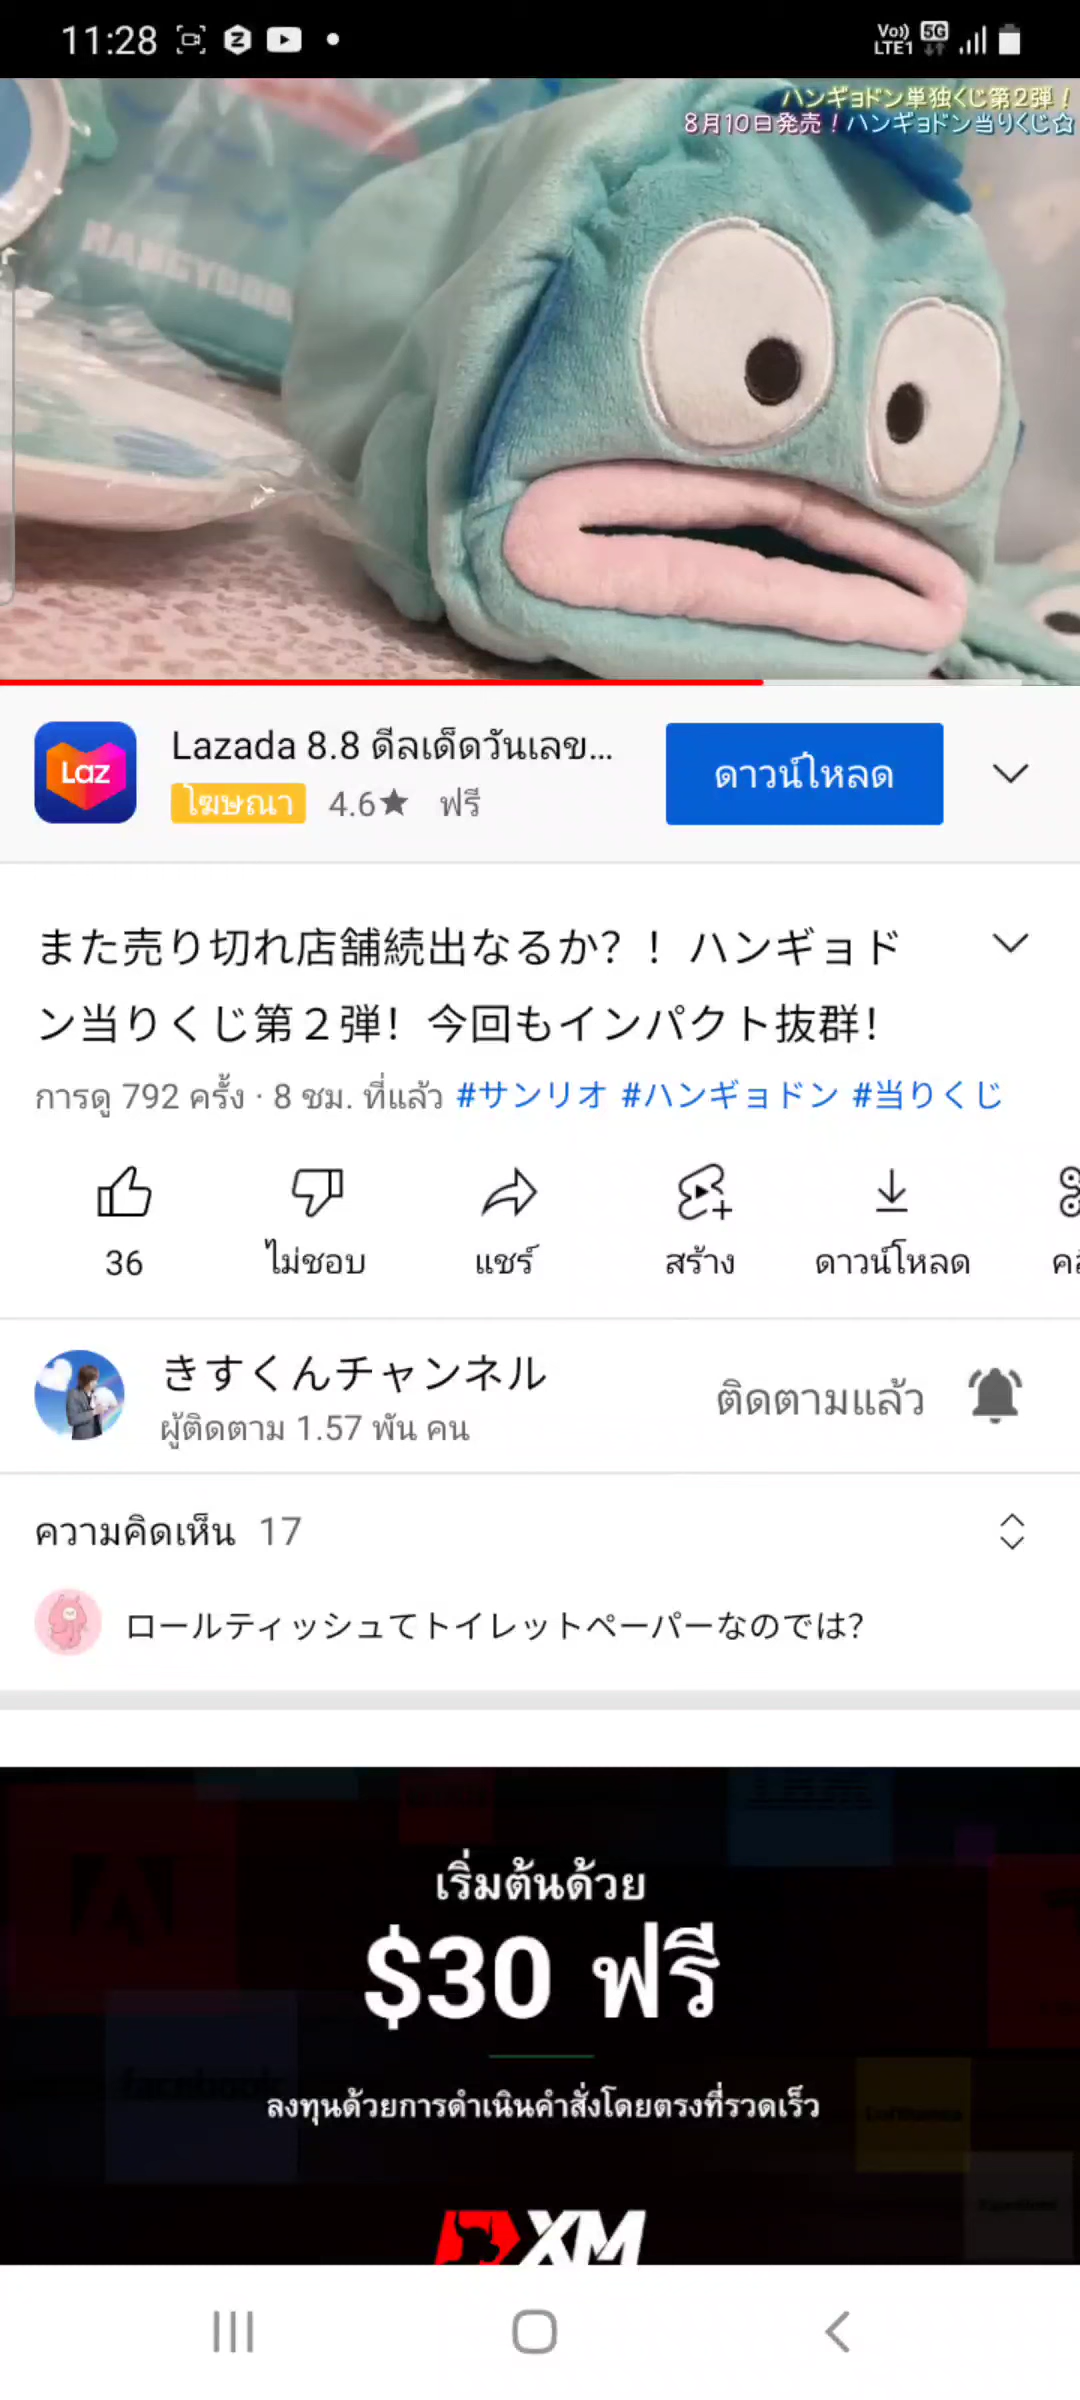 11:28
Vo)) LTE1 5G
ハンギョドン単独くじ第2弾！
8月10日発売！ハンギョドン当りくじ☆
HANGYODON
Laz
Lazada 8.8 ดีลเด็ดวันเลข...
โฆษณา 4.6★ ฟรี
ดาวน์โหลด
また売り切れ店舗続出なるか？！ハンギョド
ン当りくじ第２弾！今回もインパクト抜群！
การดู 792 ครั้ง · 8 ชม. ที่แล้ว #サンリオ #ハンギョドン #当りくじ
36 ไม่ชอบ แชร์ สร้าง ดาวน์โหลด
きすくんチャンネル
ผู้ติดตาม 1.57 พัน คน
ติดตามแล้ว
ความคิดเห็น 17
ロールティッシュてトイレットペーパーなのでは？
เริ่มต้นด้วย
$30 ฟรี
facebook
ลงทุนด้วยการดำเนินคำสั่งโดยตรงที่รวดเร็ว
XM